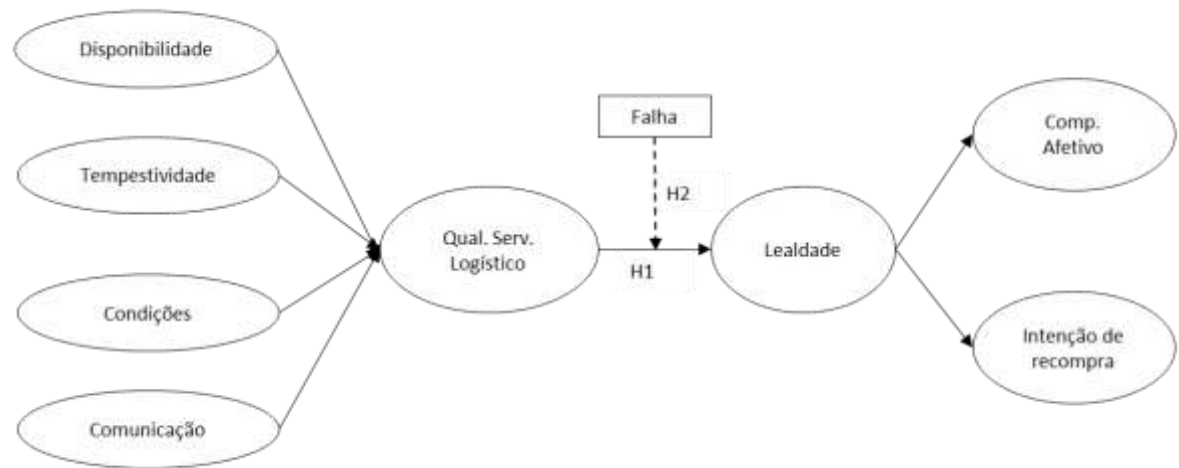 Disponibilidade
Tempestividade
Condições
Comunicação
Qual. Serv.
Logístico
Falha
H2
H1
Lealdade
Comp.
Afetivo
Intenção de
recompra